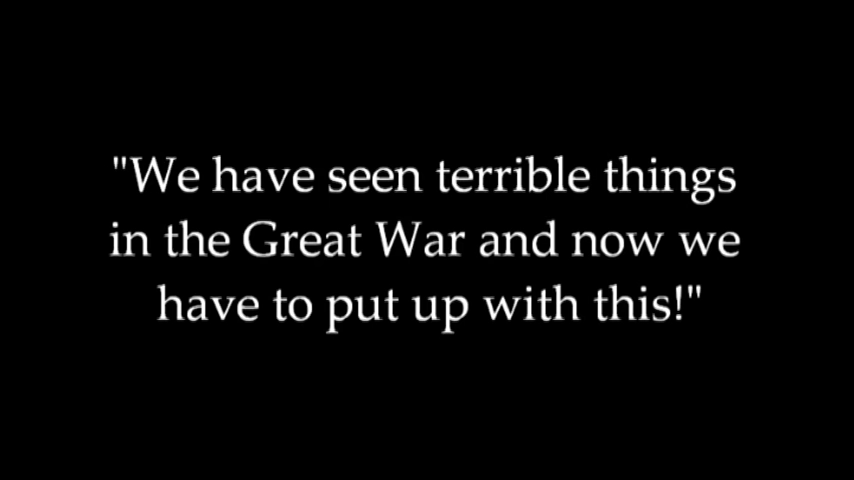 "We have seen terrible things
in the Great War and now we
have to put up with this!"